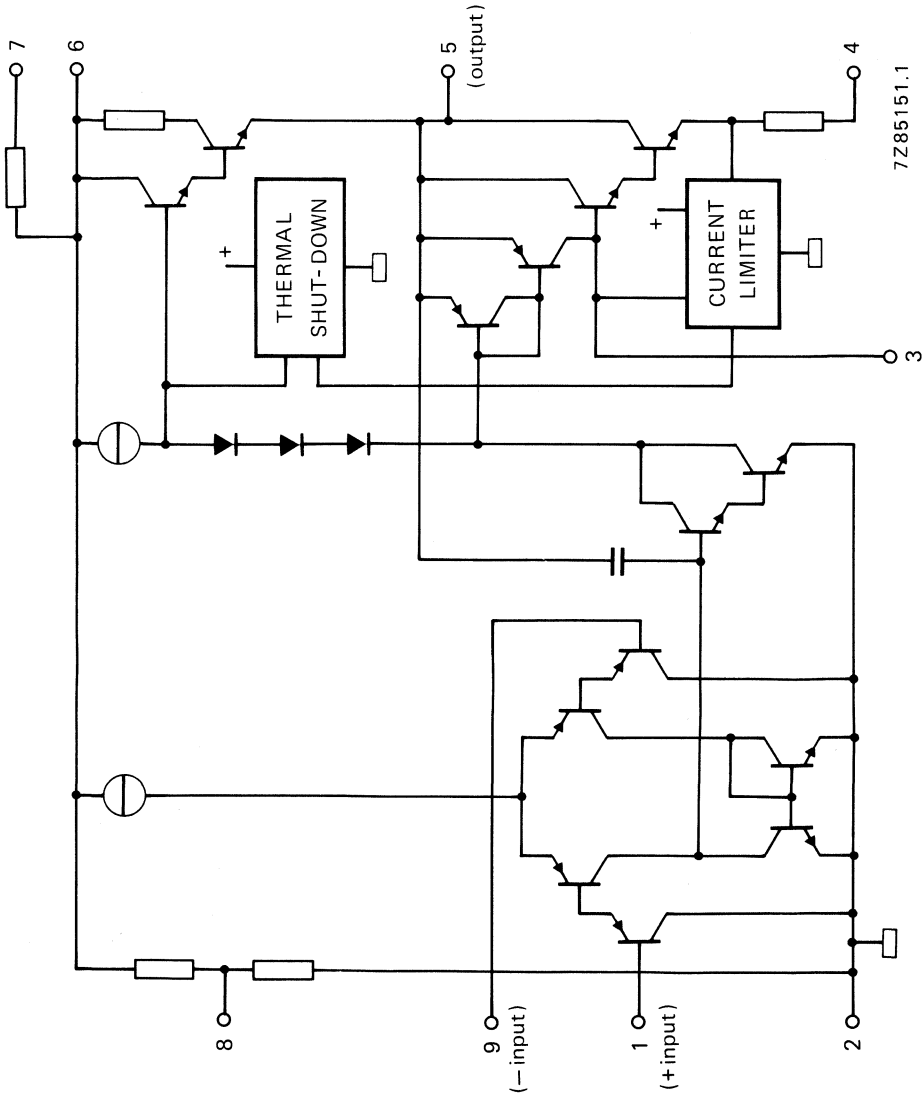 7
6
8
+
THERMAL
SHUT-DOWN
5
(output)
9
(−input)
1
(+input)
+
CURRENT
LIMITER
2
4
3
7Z85151.1